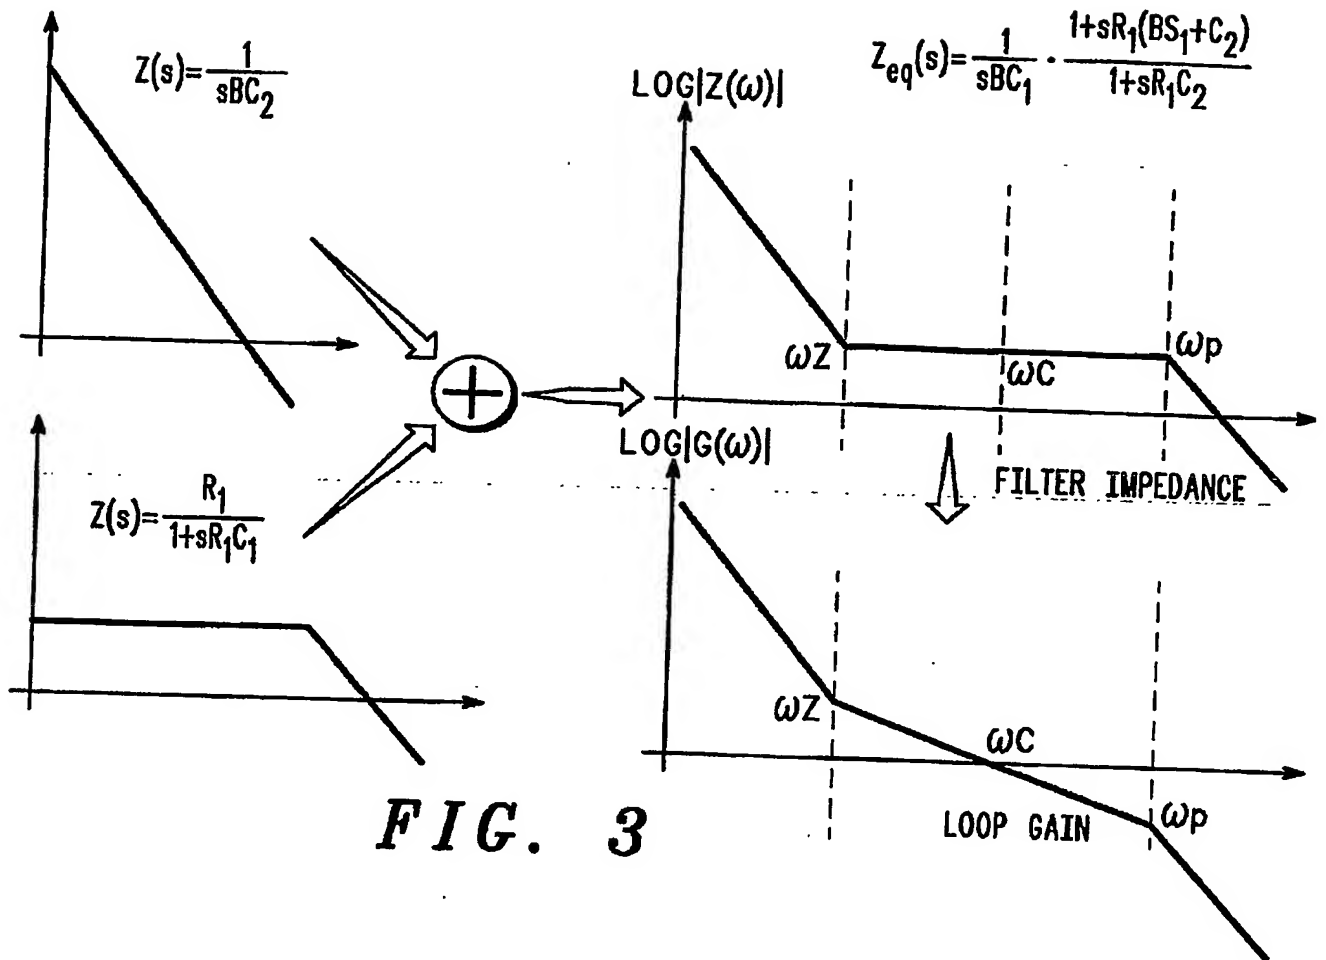 Z(s)=1/sBC₂
Zeq(s)=1/sBC₁ · 1+sR₁(BS₁+C₂)/1+sR₁C₂
LOG|Z(ω)|
ωZ
ωC
ωp
FILTER IMPEDANCE
Z(s)=R₁/1+sR₁C₁
LOG|G(ω)|
ωZ
ωC
ωp
LOOP GAIN
FIG. 3